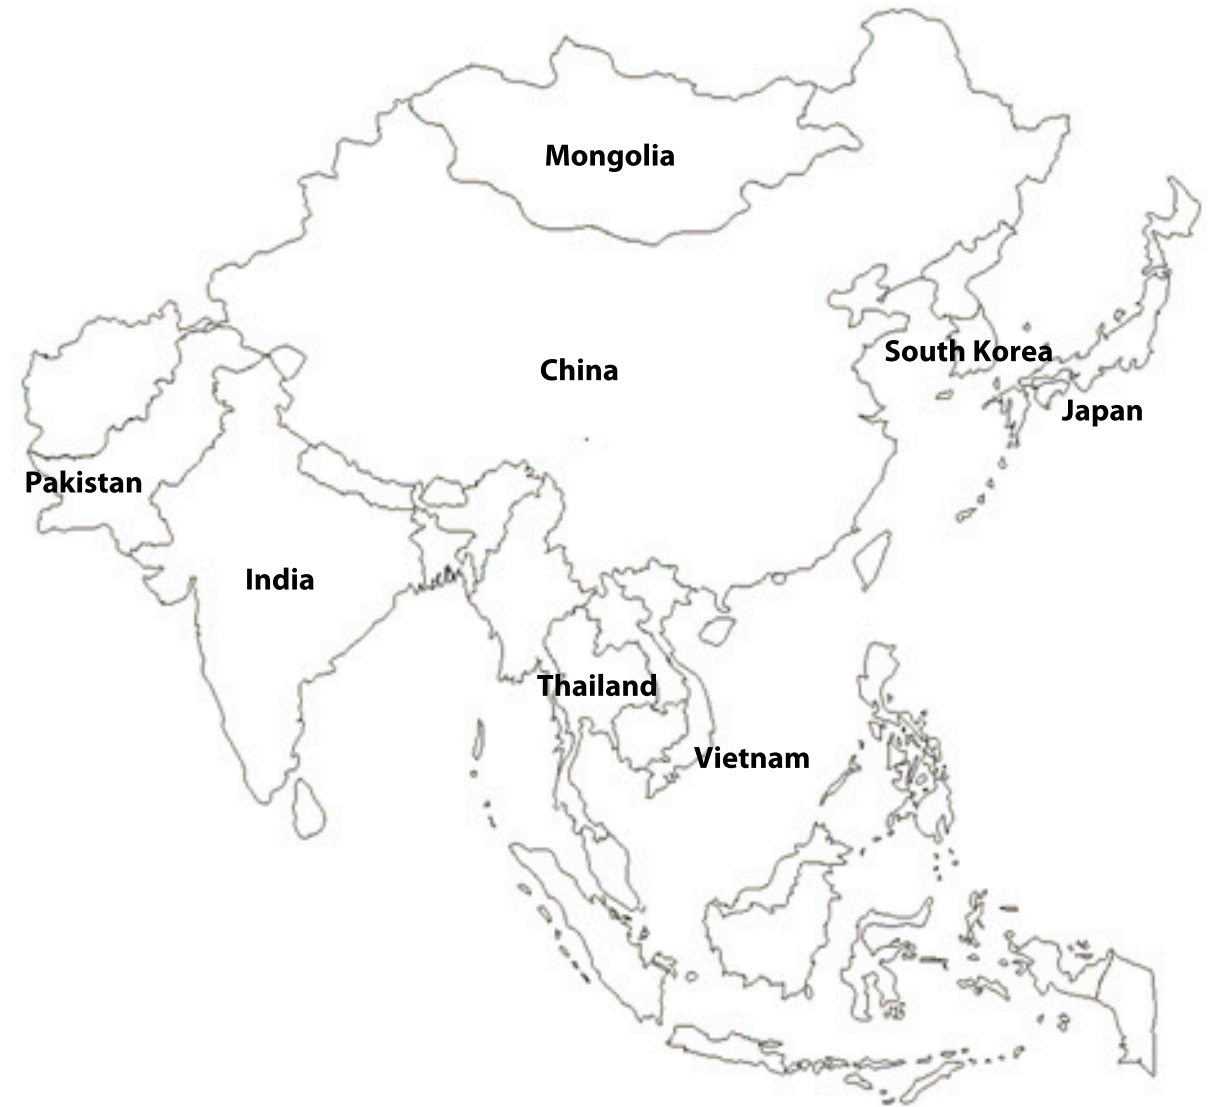 Mongolia
South Korea
China
Japan
Pakistan
India
Thailand
Vietnam